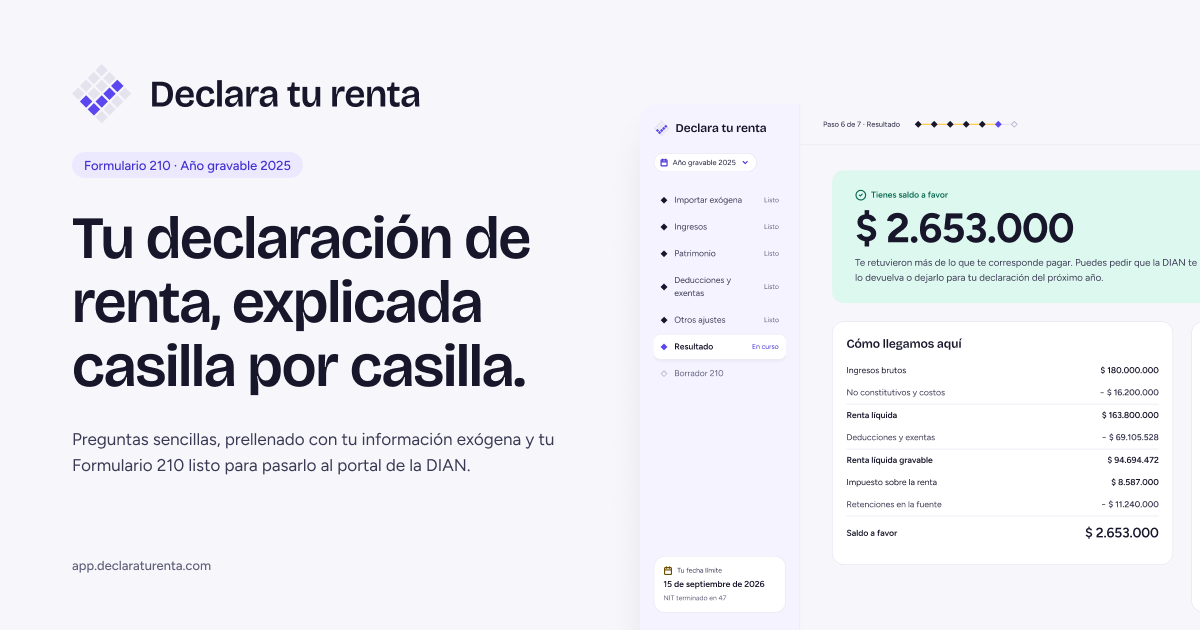 Declara tu renta
Formulario 210 · Año gravable 2025
Tu declaración de
renta, explicada
casilla por casilla.
Preguntas sencillas, prellenado con tu información exógena y tu
Formulario 210 listo para pasarlo al portal de la DIAN.
app.declaraturenta.com
Declara tu renta
Año gravable 2025
Importar exógena Listo
Ingresos Listo
Patrimonio Listo
Deducciones y
exentas Listo
Otros ajustes Listo
Resultado En curso
Borrador 210
Tu fecha límite
15 de septiembre de 2026
NIT terminado en 47
Paso 6 de 7 · Resultado
Tienes saldo a favor
$ 2.653.000
Te retuvieron más de lo que te corresponde pagar. Puedes pedir que la DIAN te
lo devuelva o dejarlo para tu declaración del próximo año.
Cómo llegamos aquí
Ingresos brutos $ 180.000.000
No constitutivos y costos − $ 16.200.000
Renta líquida $ 163.800.000
Deducciones y exentas − $ 69.105.528
Renta líquida gravable $ 94.694.472
Impuesto sobre la renta $ 8.587.000
Retenciones en la fuente − $ 11.240.000
Saldo a favor $ 2.653.000